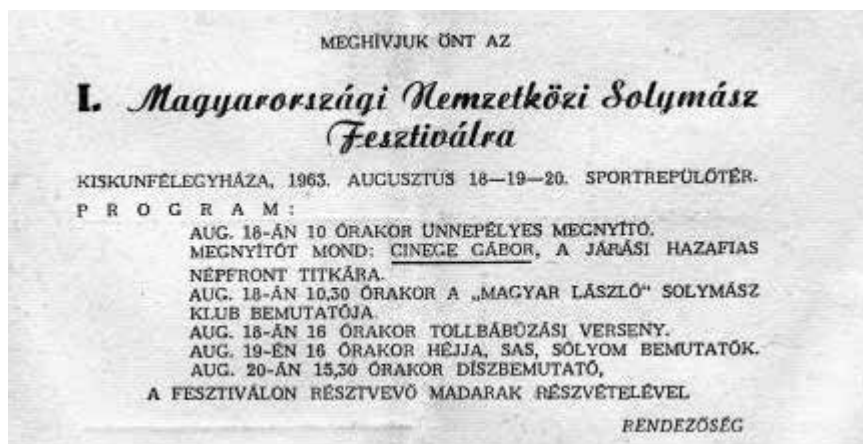 MEGHÍVJUK ÖNT AZ
I. Magyarországi Nemzetközi Solymász
Fesztiválra
KISKUNFÉLEGYHÁZA, 1963. AUGUSZTUS 18—19—20. SPORTREPÜLŐTÉR.
P R O G R A M :
AUG. 18-ÁN 10 ÓRAKOR ÜNNEPÉLYES MEGNYÍTÓ.
MEGNYÍTÓT MOND: CINEGE GÁBOR, A JÁRÁSI HAZAFIAS
NÉPFRONT TITKÁRA.
AUG. 18-ÁN 10,30 ÓRAKOR A „MAGYAR LÁSZLÓ" SOLYMÁSZ
KLUB BEMUTATÓJA
AUG. 18-ÁN 16 ÓRAKOR TOLLBÁBÚZÁSI VERSENY.
AUG. 19-ÉN 16 ÓRAKOR HÉJJA, SAS, SÓLYOM BEMUTATÓK.
AUG. 20-ÁN 15,30 ÓRAKOR DÍSZBEMUTATÓ,
A FESZTIVÁLON RÉSZTVEVŐ MADARAK RÉSZVÉTELÉVEL
RENDEZŐSÉG